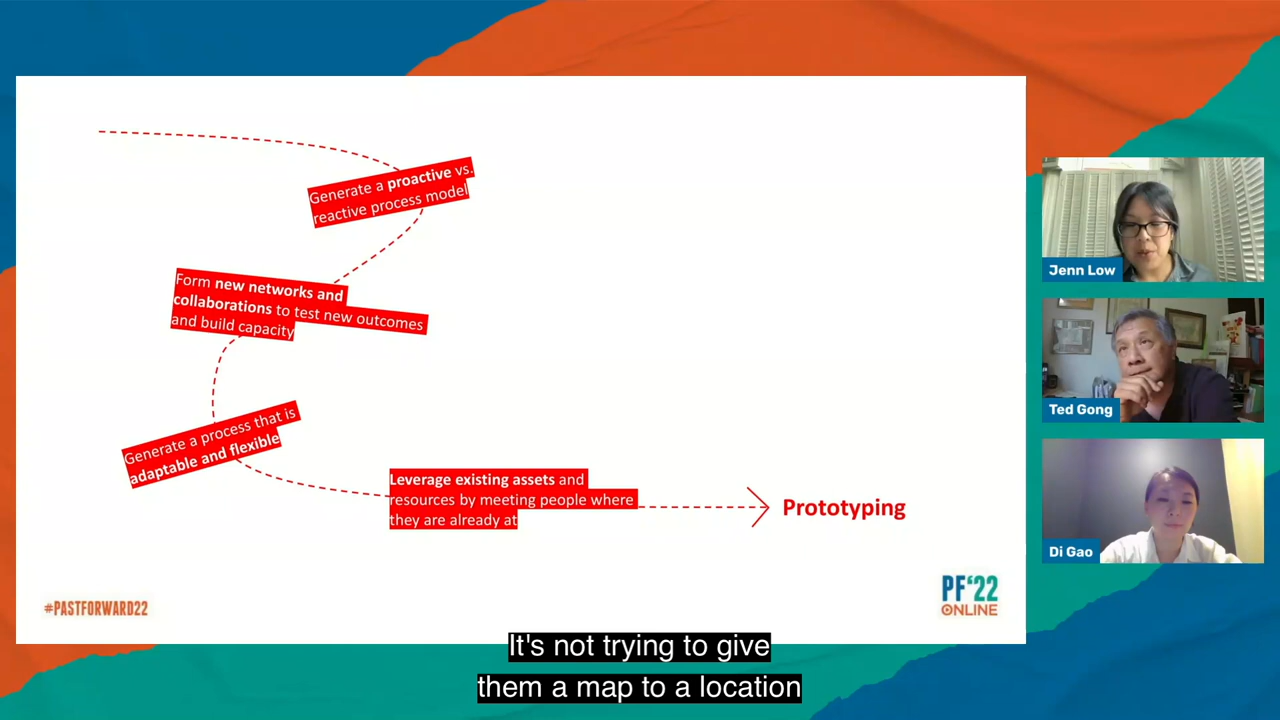 Generate a proactive vs.
reactive process model
Form new networks and
collaborations to test new outcomes
and build capacity
Generate a process that is
adaptable and flexible
Leverage existing assets and
resources by meeting people where
they are already at
Prototyping
#PASTFORWARD22
PF'22
ONLINE
Jenn Low
Ted Gong
Di Gao
It's not trying to give
them a map to a location